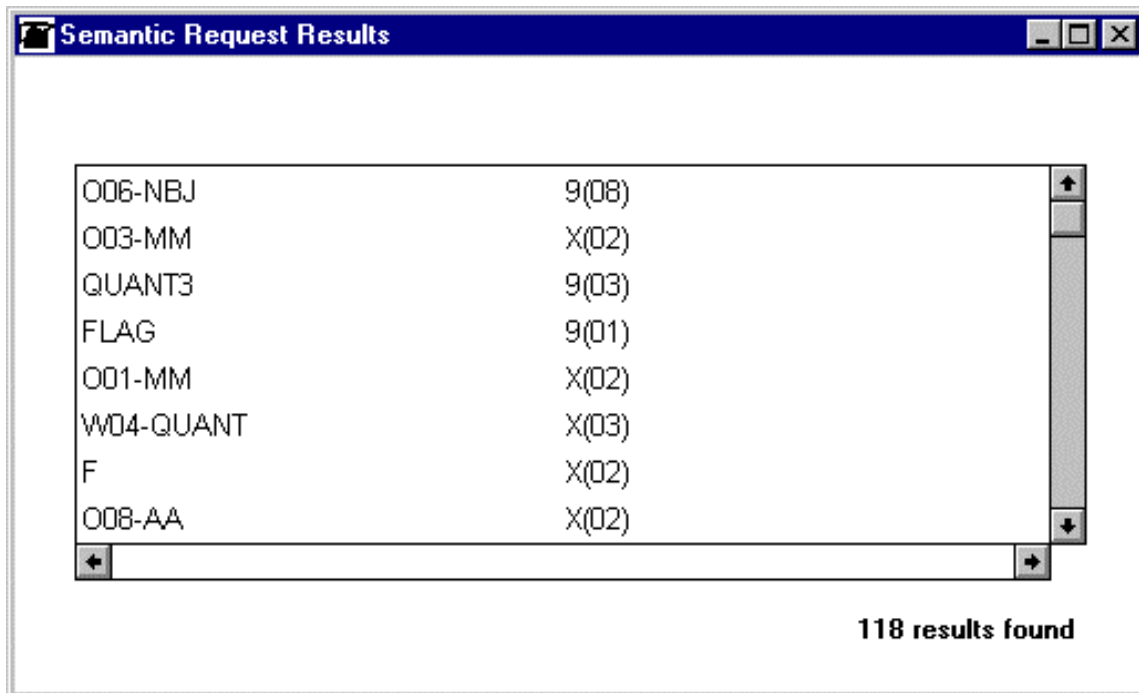 Semantic Request Results
O06-NBJ 9(08)
O03-MM X(02)
QUANT3 9(03)
FLAG 9(01)
O01-MM X(02)
W04-QUANT X(03)
F X(02)
O08-AA X(02)
118 results found